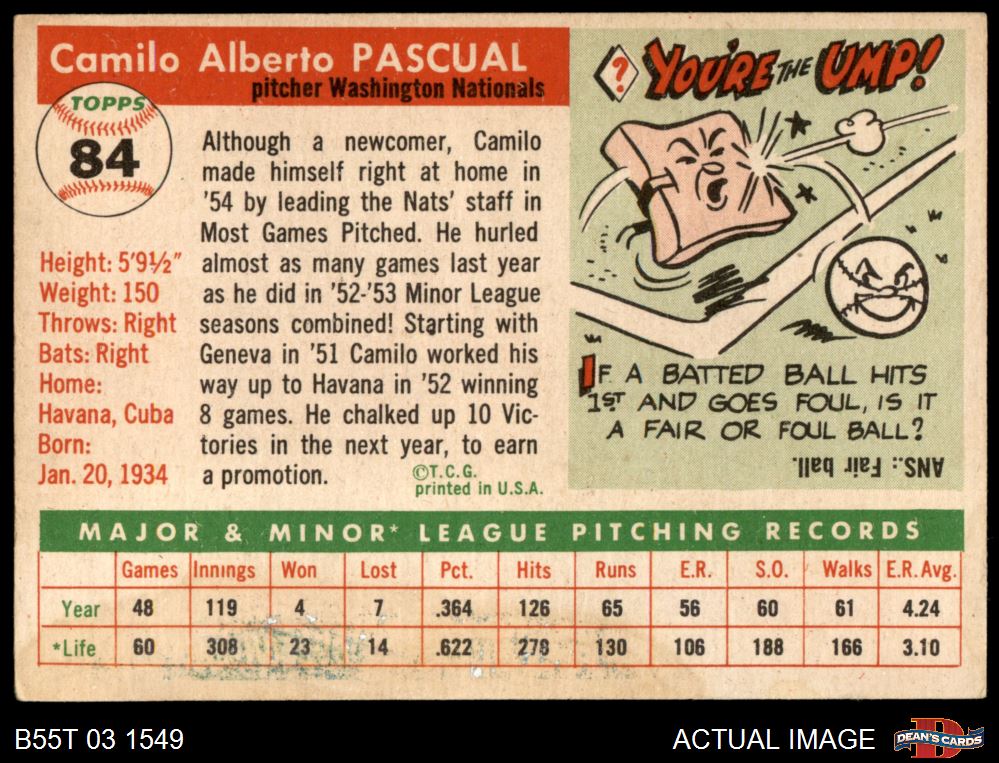 Camilo Alberto PASCUAL
pitcher Washington Nationals
TOPPS
84
Height: 5'9½"
Weight: 150
Throws: Right
Bats: Right
Home:
Havana, Cuba
Born:
Jan. 20, 1934
Although a newcomer, Camilo
made himself right at home in
'54 by leading the Nats' staff in
Most Games Pitched. He hurled
almost as many games last year
as he did in '52-'53 Minor League
seasons combined! Starting with
Geneva in '51 Camilo worked his
way up to Havana in '52 winning
8 games. He chalked up 10 Vic-
tories in the next year, to earn
a promotion.
©T.C.G.
printed in U.S.A.
? YOU'RE THE UMP!
IF A BATTED BALL HITS
1ST AND GOES FOUL, IS IT
A FAIR OR FOUL BALL?
ANS.: Fair ball.
MAJOR & MINOR* LEAGUE PITCHING RECORDS
Games Innings Won Lost Pct. Hits Runs E.R. S.O. Walks E.R. Avg.
Year 48 119 4 7 .364 126 65 56 60 61 4.24
*Life 60 308 23 14 .622 278 130 106 188 166 3.10
B55T 03 1549
ACTUAL IMAGE
DEAN'S CARDS